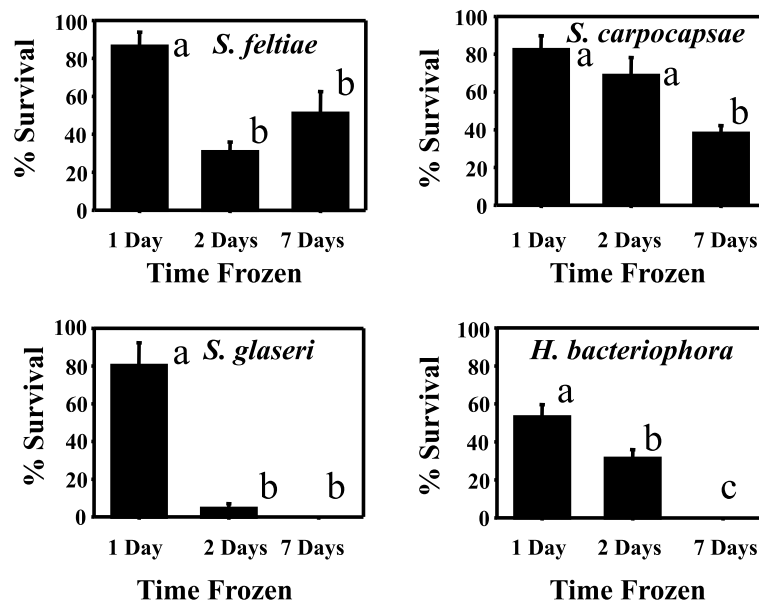 S. feltiae
% Survival
100
80
60
40
20
0
a
b
b
1 Day 2 Days 7 Days
Time Frozen
S. carpocapsae
% Survival
100
80
60
40
20
0
a
a
b
1 Day 2 Days 7 Days
Time Frozen
S. glaseri
% Survival
100
80
60
40
20
0
a
b
b
1 Day 2 Days 7 Days
Time Frozen
H. bacteriophora
% Survival
100
80
60
40
20
0
a
b
c
1 Day 2 Days 7 Days
Time Frozen